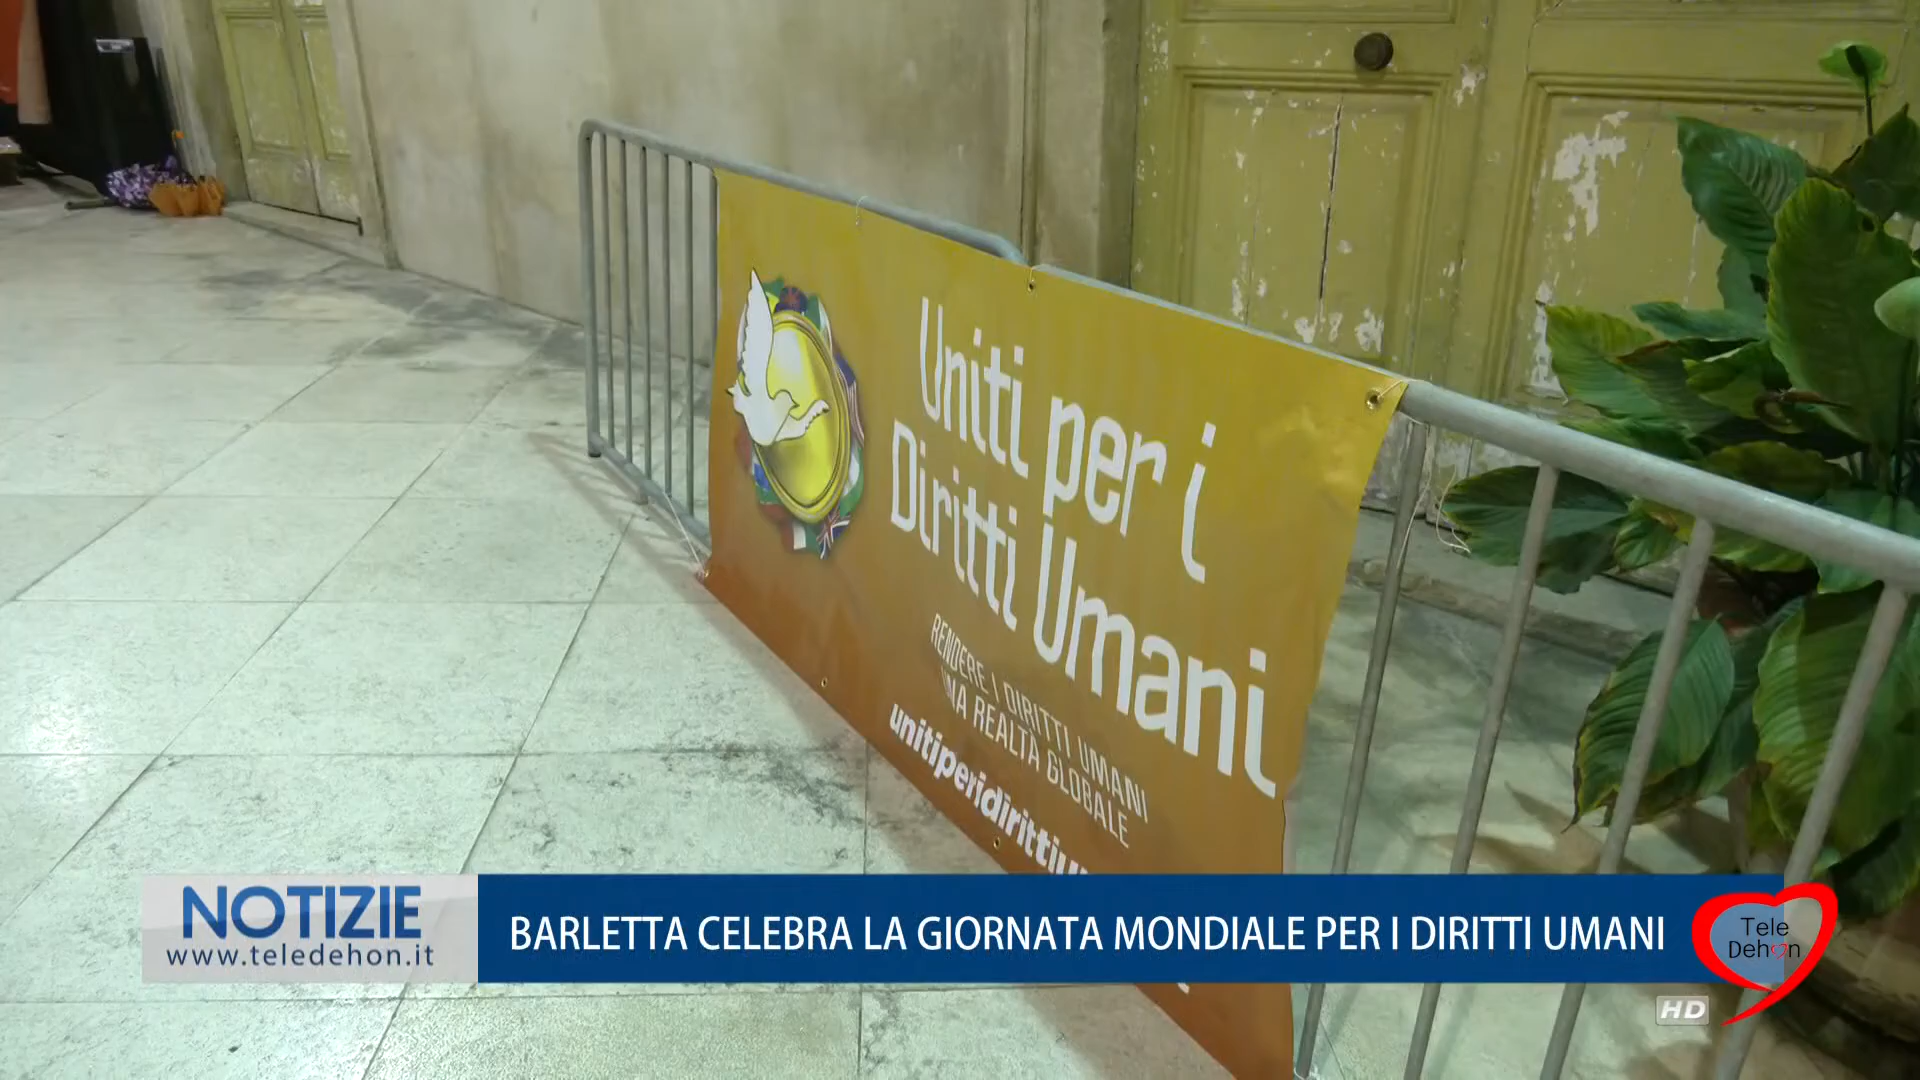 Uniti per i
Diritti Umani
RENDERE I DIRITTI UMANI
UNA REALTÀ GLOBALE
NOTIZIE
www.teledehon.it
BARLETTA CELEBRA LA GIORNATA MONDIALE PER I DIRITTI UMANI
Tele
Dehon
HD